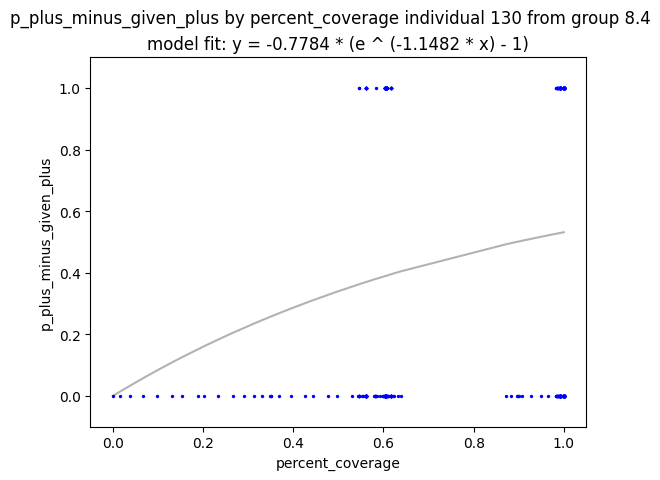 p_plus_minus_given_plus by percent_coverage individual 130 from group 8.4
model fit: y = -0.7784 * (e ^ (-1.1482 * x) - 1)
1.0
0.8
0.6
0.4
0.2
0.0
p_plus_minus_given_plus
0.0 0.2 0.4 0.6 0.8 1.0
percent_coverage